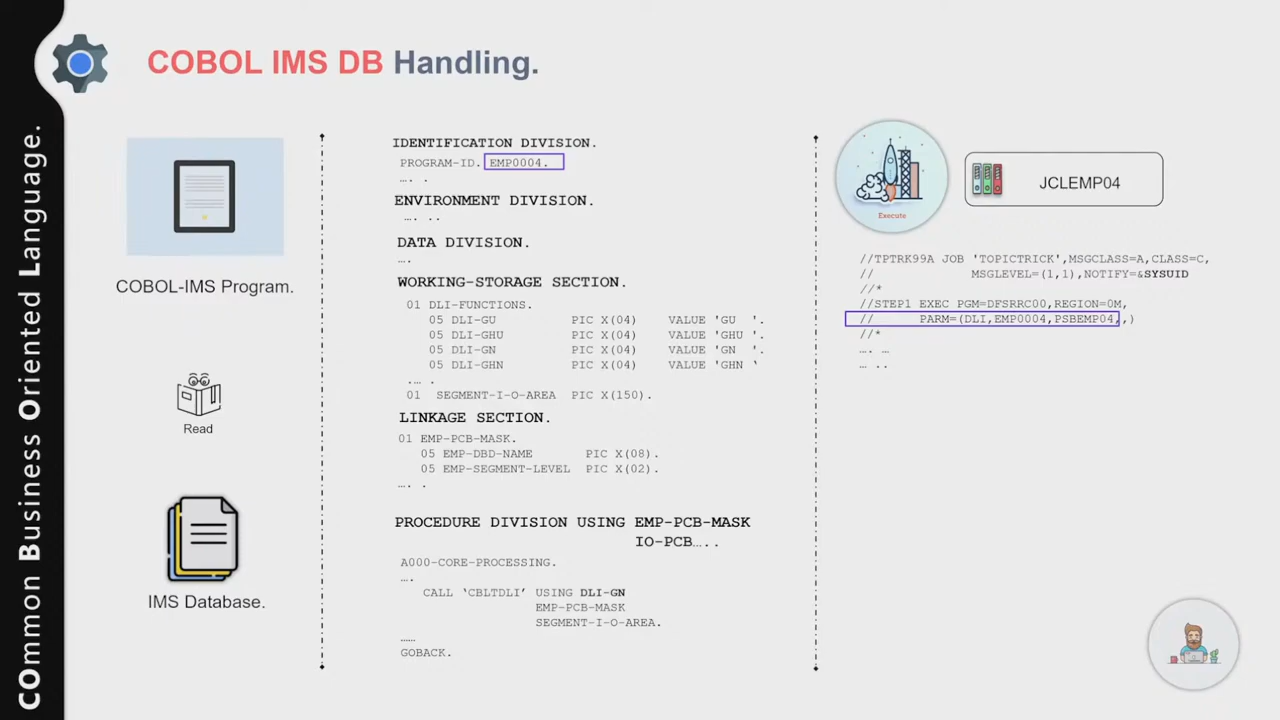 COBOL IMS DB Handling.
COmmon Business Oriented Language.
COBOL-IMS Program.
Read
IMS Database.
IDENTIFICATION DIVISION.
PROGRAM-ID. EMP0004.
…. .
ENVIRONMENT DIVISION.
…. ..
DATA DIVISION.
….
WORKING-STORAGE SECTION.
01 DLI-FUNCTIONS.
05 DLI-GU PIC X(04) VALUE 'GU '.
05 DLI-GHU PIC X(04) VALUE 'GHU '.
05 DLI-GN PIC X(04) VALUE 'GN '.
05 DLI-GHN PIC X(04) VALUE 'GHN ‘
…. .
01 SEGMENT-I-O-AREA PIC X(150).
LINKAGE SECTION.
01 EMP-PCB-MASK.
05 EMP-DBD-NAME PIC X(08).
05 EMP-SEGMENT-LEVEL PIC X(02).
…. .
PROCEDURE DIVISION USING EMP-PCB-MASK
IO-PCB…..
A000-CORE-PROCESSING.
….
CALL ‘CBLTDLI’ USING DLI-GN
EMP-PCB-MASK
SEGMENT-I-O-AREA.
……
GOBACK.
Execute
JCLEMP04
//TPTRK99A JOB 'TOPICTRICK',MSGCLASS=A,CLASS=C,
// MSGLEVEL=(1,1),NOTIFY=&SYSUID
//*
//STEP1 EXEC PGM=DFSRRC00,REGION=0M,
// PARM=(DLI,EMP0004,PSBEMP04,,)
//*
…. …
… ..